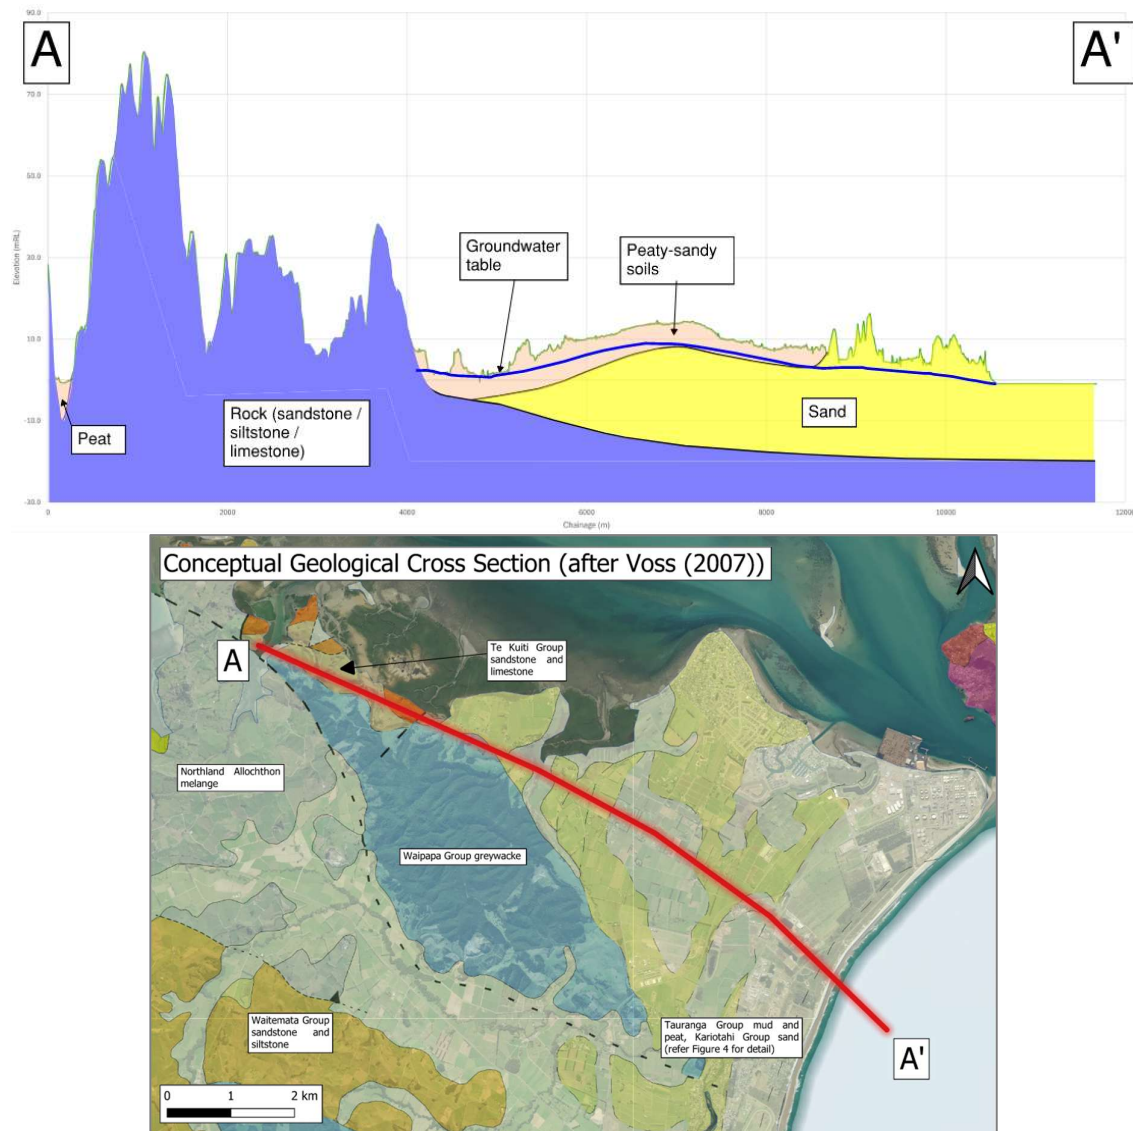 90.0
A
A'
70.0
50.0
Elevation (mRL)
30.0
Groundwater
table
Peaty-sandy
soils
10.0
-10.0
Peat
Rock (sandstone /
siltstone /
limestone)
Sand
-30.0
0
2000
4000
6000
8000
10000
12000
Chainage (m)
Conceptual Geological Cross Section (after Voss (2007))
A
Te Kuiti Group
sandstone and
limestone
Northland Allochthon
melange
Waipapa Group greywacke
Waitemata Group
sandstone and
siltstone
Tauranga Group mud and
peat, Kariotahi Group sand
(refer Figure 4 for detail)
A'
0 1 2 km